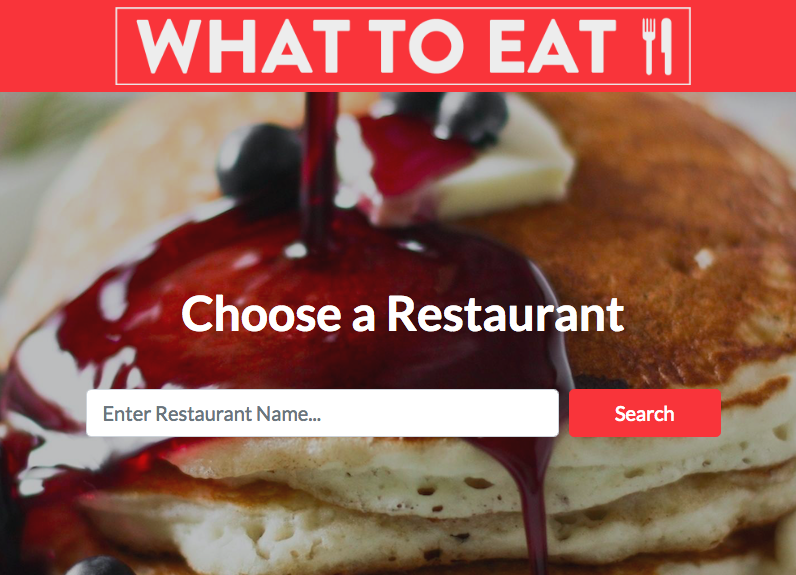 WHAT TO EAT
Choose a Restaurant
Enter Restaurant Name...
Search